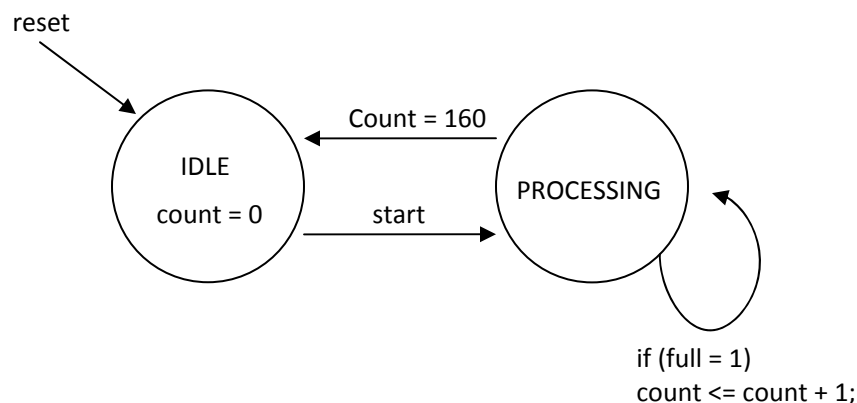 reset
Count = 160
IDLE
count = 0
PROCESSING
start
if (full = 1)
count <= count + 1;